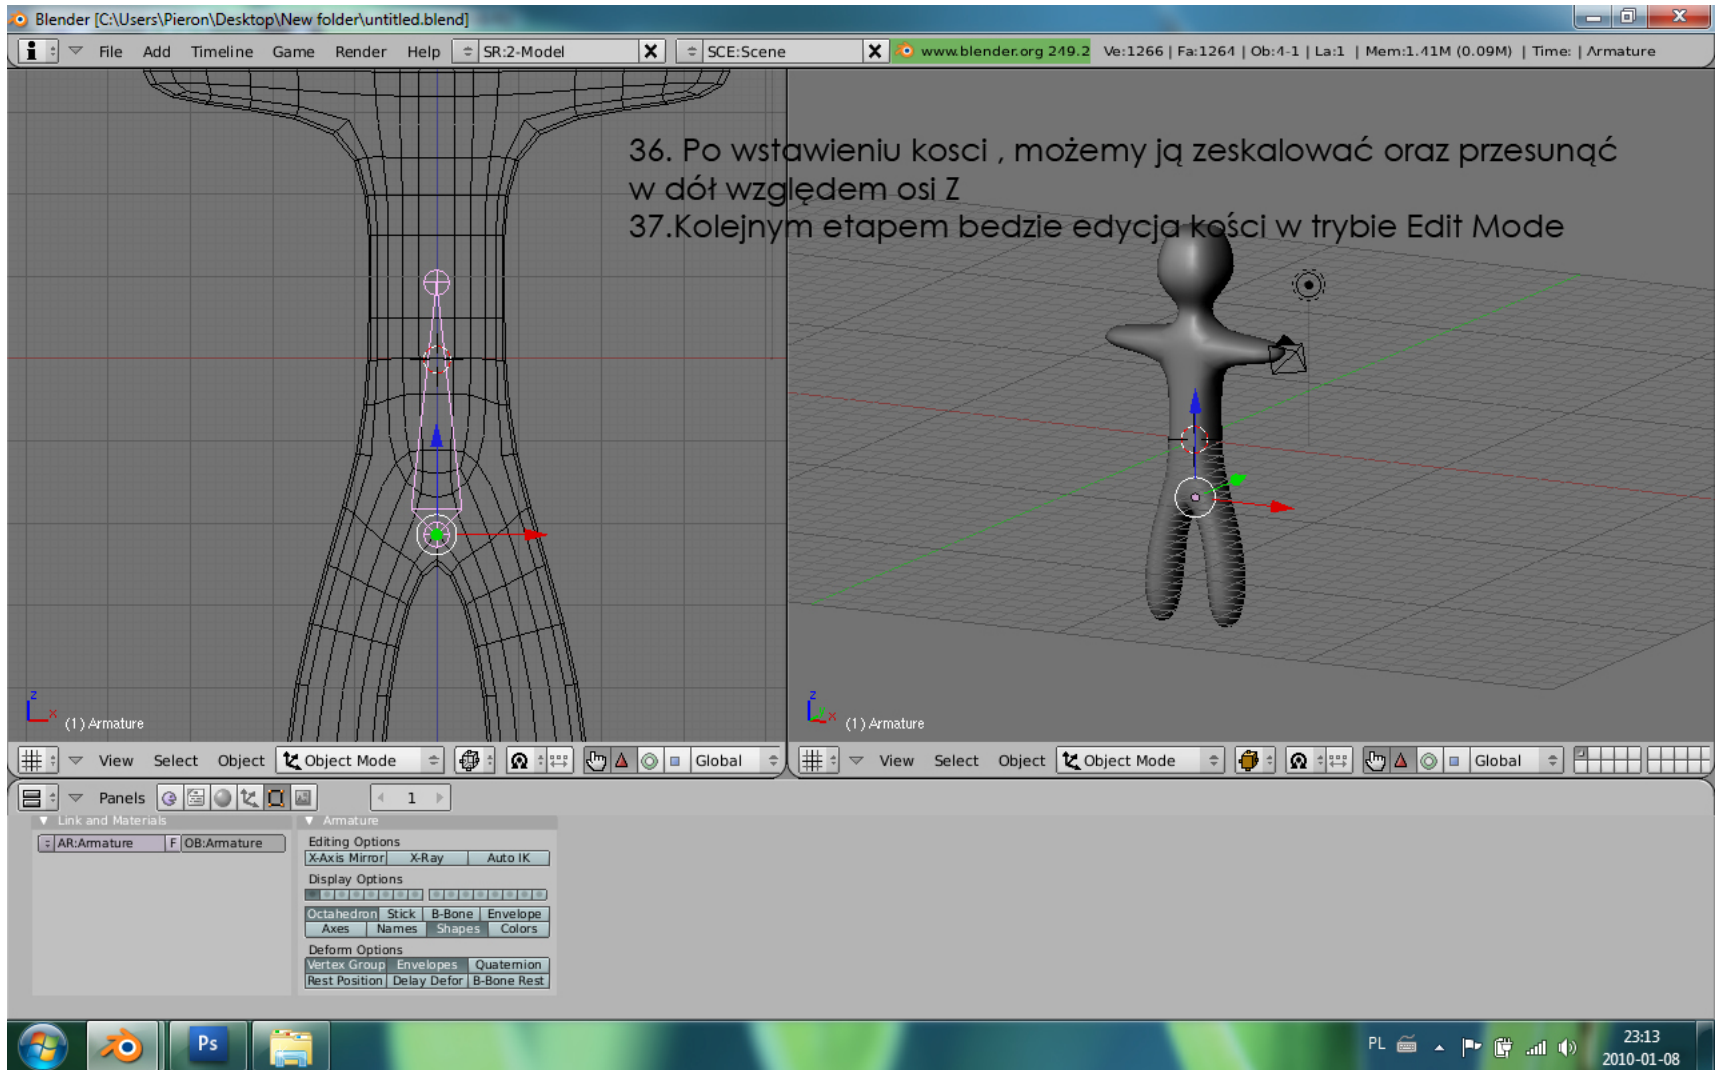 Blender [C:\Users\Pieron\Desktop\New folder\untitled.blend]
File Add Timeline Game Render Help SR:2-Model X SCE:Scene X www.blender.org 249.2 Ve:1266 | Fa:1264 | Ob:4-1 | La:1 | Mem:1.41M (0.09M) | Time: | Armature
36. Po wstawieniu kosci , możemy ją zeskalować oraz przesunąć
w dół względem osi Z
37.Kolejnym etapem bedzie edycja kości w trybie Edit Mode
z
x
(1) Armature
z
y
x
(1) Armature
View Select Object Object Mode Global
View Select Object Object Mode Global
Panels 1
Link and Materials
AR:Armature F OB:Armature
Armature
Editing Options
X-Axis Mirror X-Ray Auto IK
Display Options
Octahedron Stick B-Bone Envelope
Axes Names Shapes Colors
Deform Options
Vertex Group Envelopes Quaternion
Rest Position Delay Defor B-Bone Rest
Ps
PL
23:13
2010-01-08